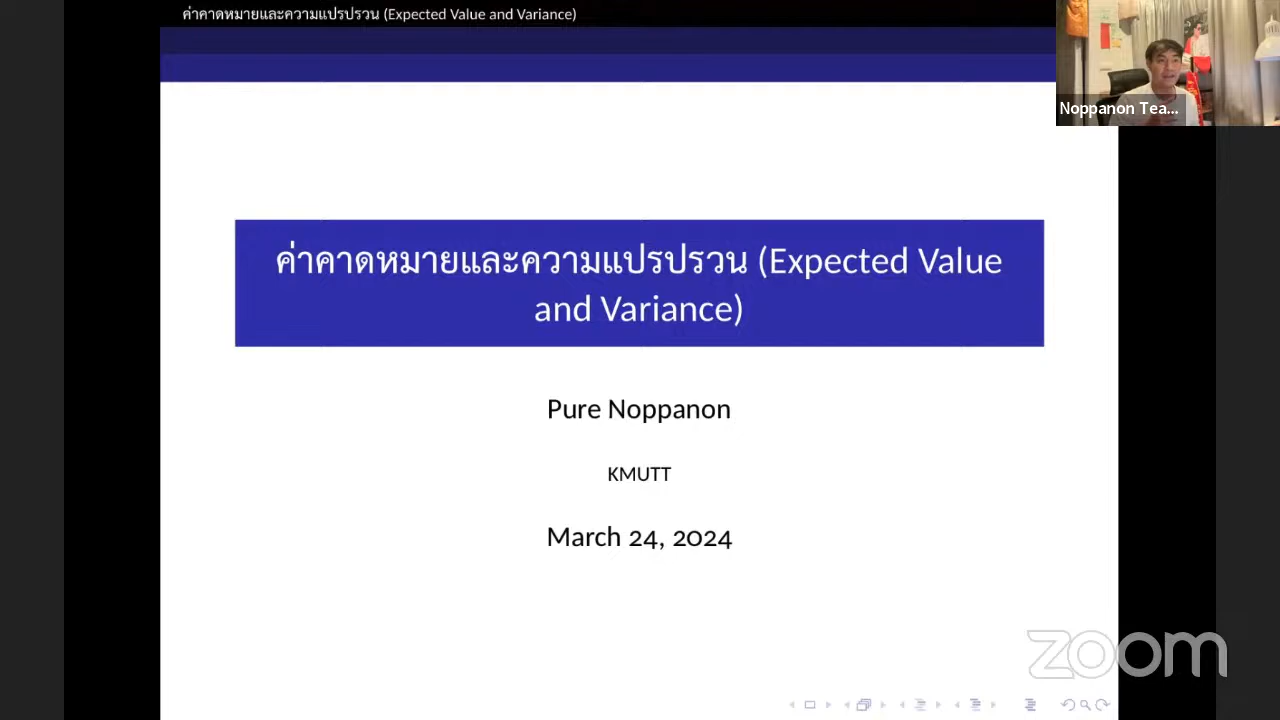 ค่าคาดหมายและความแปรปรวน (Expected Value and Variance)
Noppanon Tea...
ค่าคาดหมายและความแปรปรวน (Expected Value
and Variance)
Pure Noppanon
KMUTT
March 24, 2024
zoom